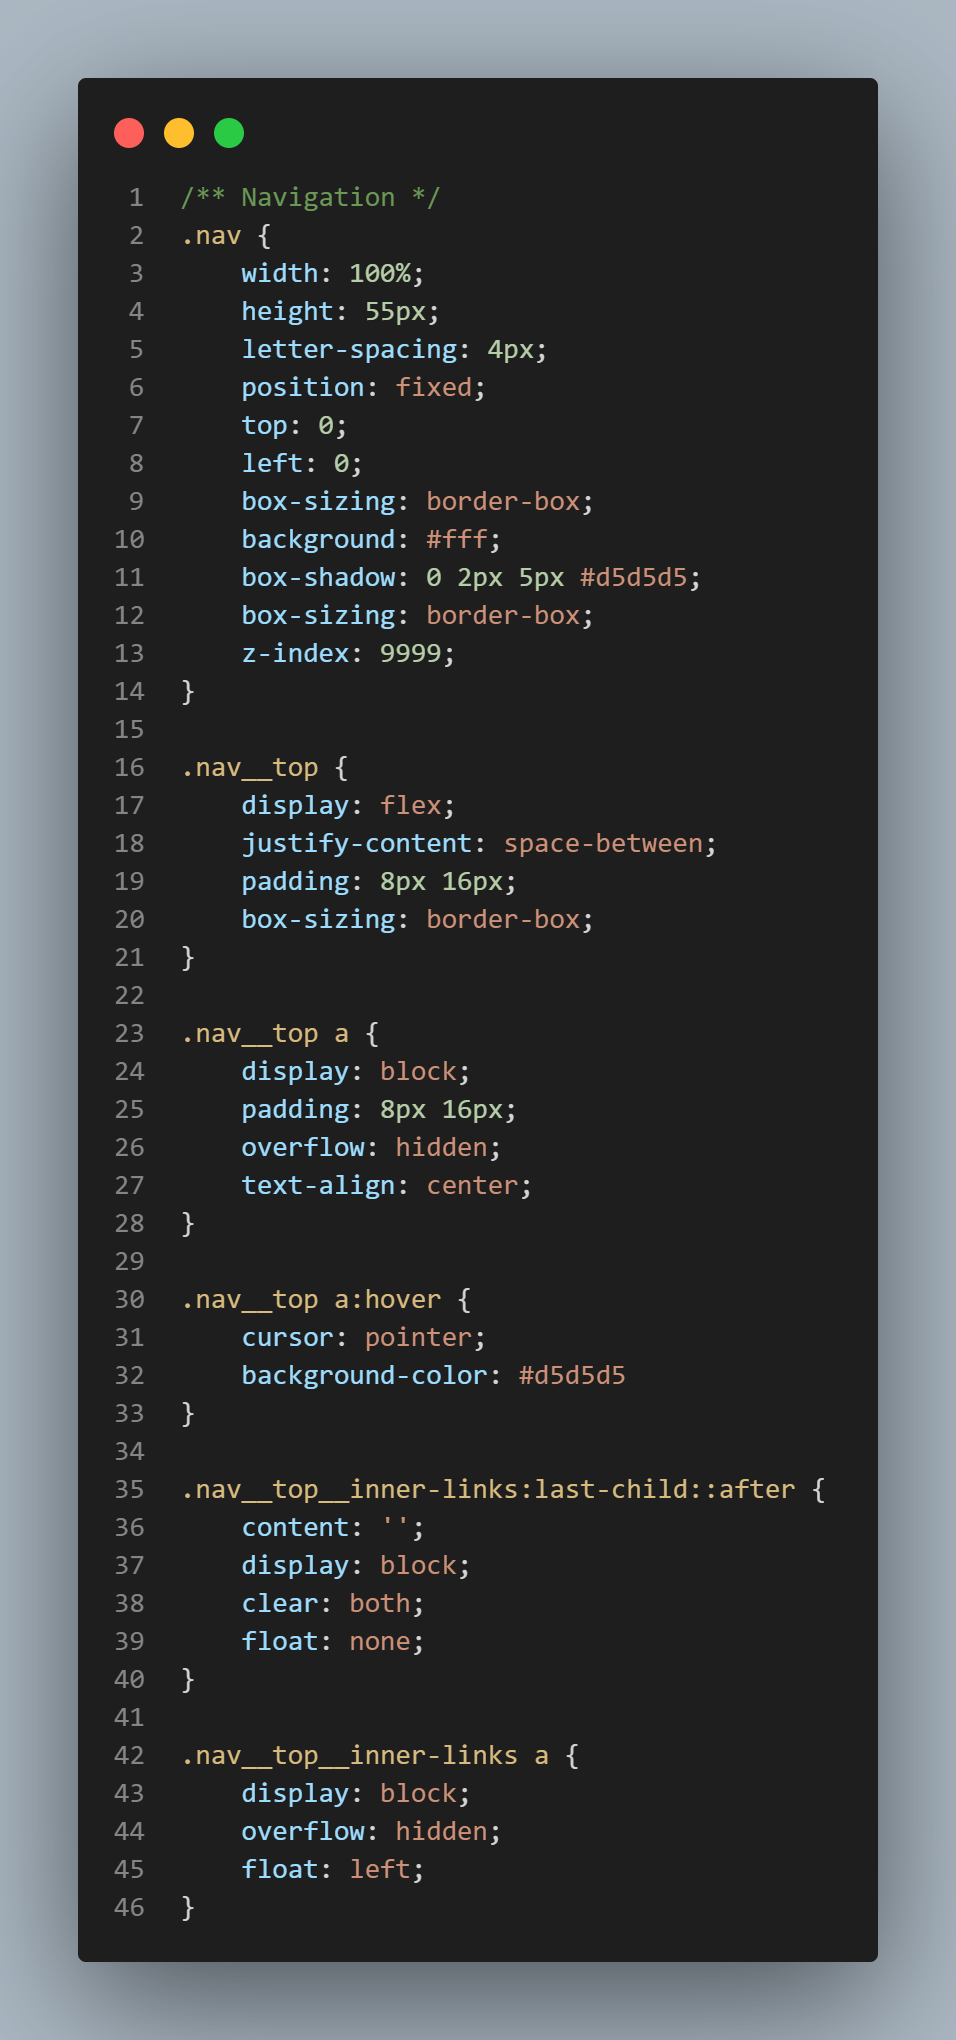 1 /** Navigation */
2 .nav {
3     width: 100%;
4     height: 55px;
5     letter-spacing: 4px;
6     position: fixed;
7     top: 0;
8     left: 0;
9     box-sizing: border-box;
10     background: #fff;
11     box-shadow: 0 2px 5px #d5d5d5;
12     box-sizing: border-box;
13     z-index: 9999;
14 }
15
16 .nav__top {
17     display: flex;
18     justify-content: space-between;
19     padding: 8px 16px;
20     box-sizing: border-box;
21 }
22
23 .nav__top a {
24     display: block;
25     padding: 8px 16px;
26     overflow: hidden;
27     text-align: center;
28 }
29
30 .nav__top a:hover {
31     cursor: pointer;
32     background-color: #d5d5d5
33 }
34
35 .nav__top__inner-links:last-child::after {
36     content: '';
37     display: block;
38     clear: both;
39     float: none;
40 }
41
42 .nav__top__inner-links a {
43     display: block;
44     overflow: hidden;
45     float: left;
46 }